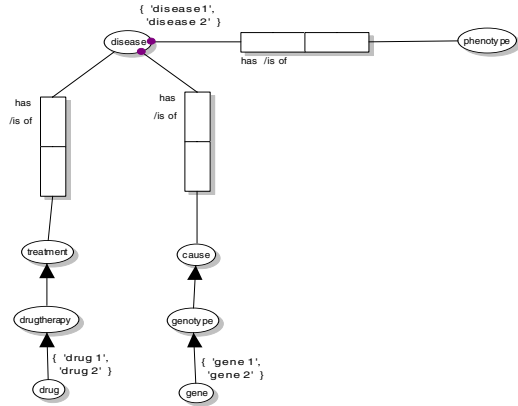 { 'disease1',
'disease 2' }
disease
phenotype
has /is of
has
/is of
has
/is of
treatment
cause
drugtherapy
genotype
{ 'drug 1',
'drug 2' }
{ 'gene 1',
'gene 2' }
drug
gene